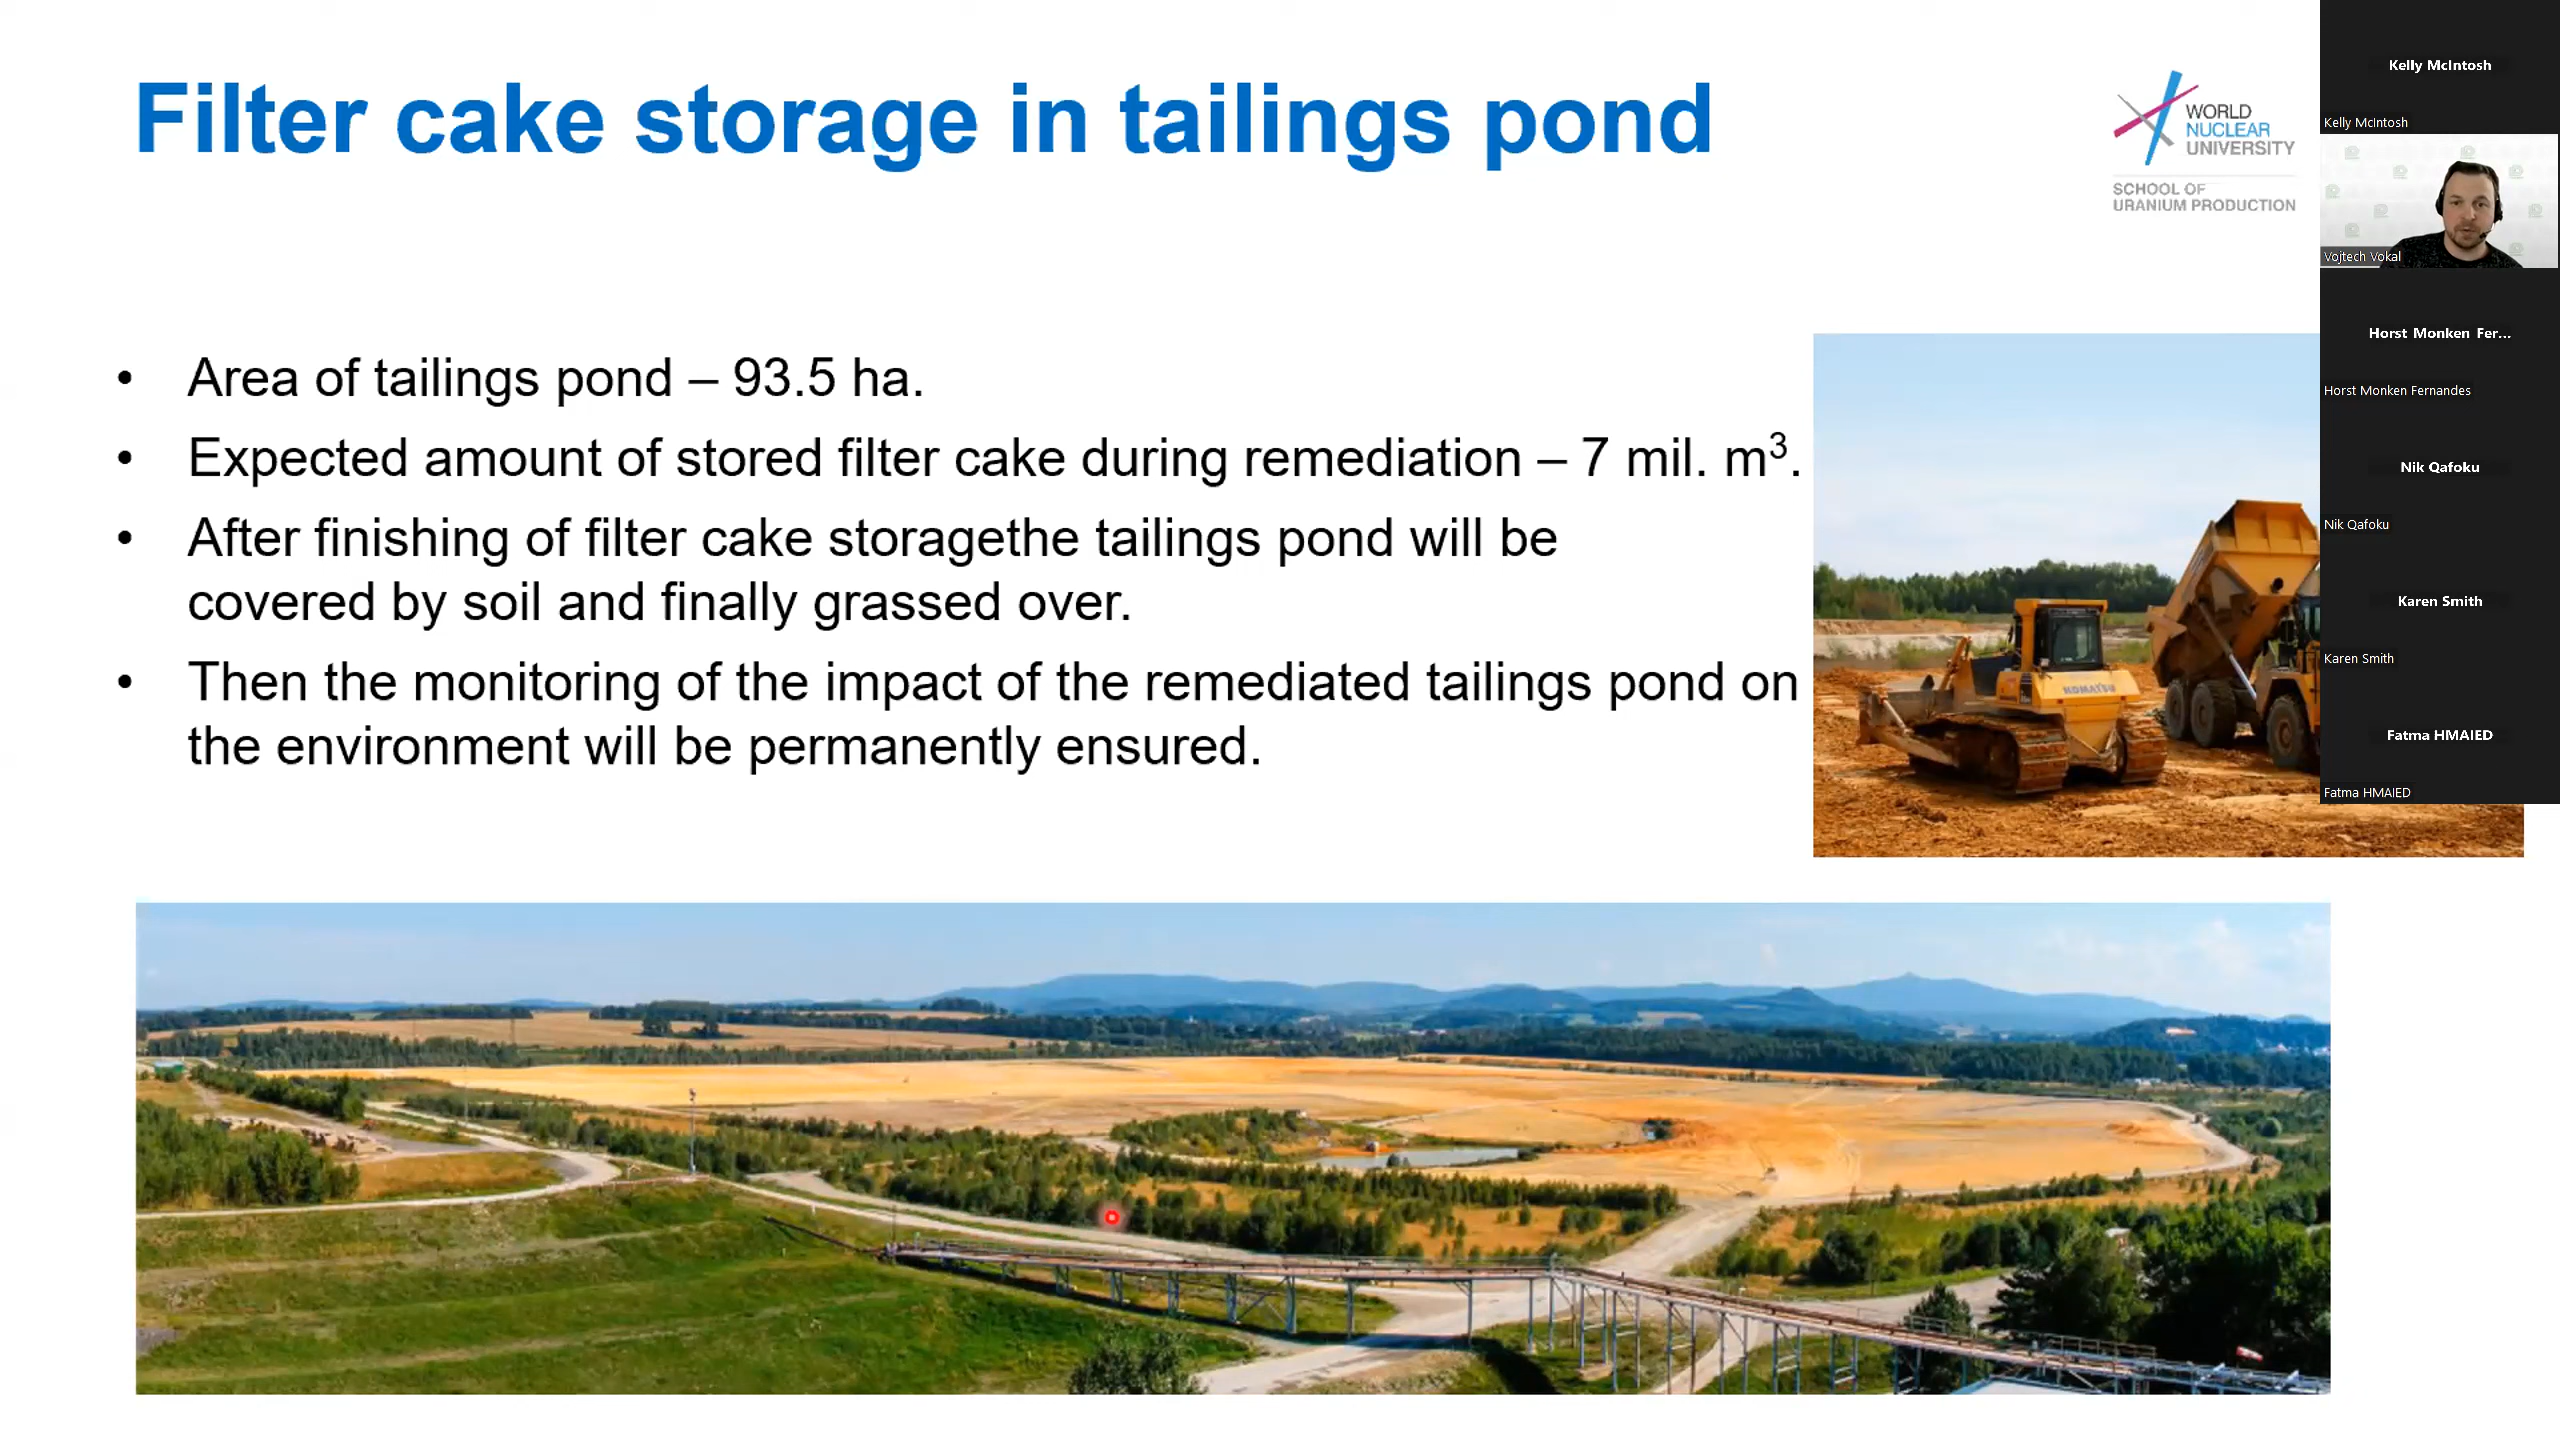 Filter cake storage in tailings pond
WORLD
NUCLEAR
UNIVERSITY
SCHOOL OF
URANIUM PRODUCTION
• Area of tailings pond – 93.5 ha.
• Expected amount of stored filter cake during remediation – 7 mil. m³.
• After finishing of filter cake storagethe tailings pond will be
covered by soil and finally grassed over.
• Then the monitoring of the impact of the remediated tailings pond on
the environment will be permanently ensured.
KOMATSU
Kelly McIntosh
Kelly McIntosh
Vojtech Vokal
Horst Monken Fer...
Horst Monken Fernandes
Nik Qafoku
Nik Qafoku
Karen Smith
Karen Smith
Fatma HMAIED
Fatma HMAIED